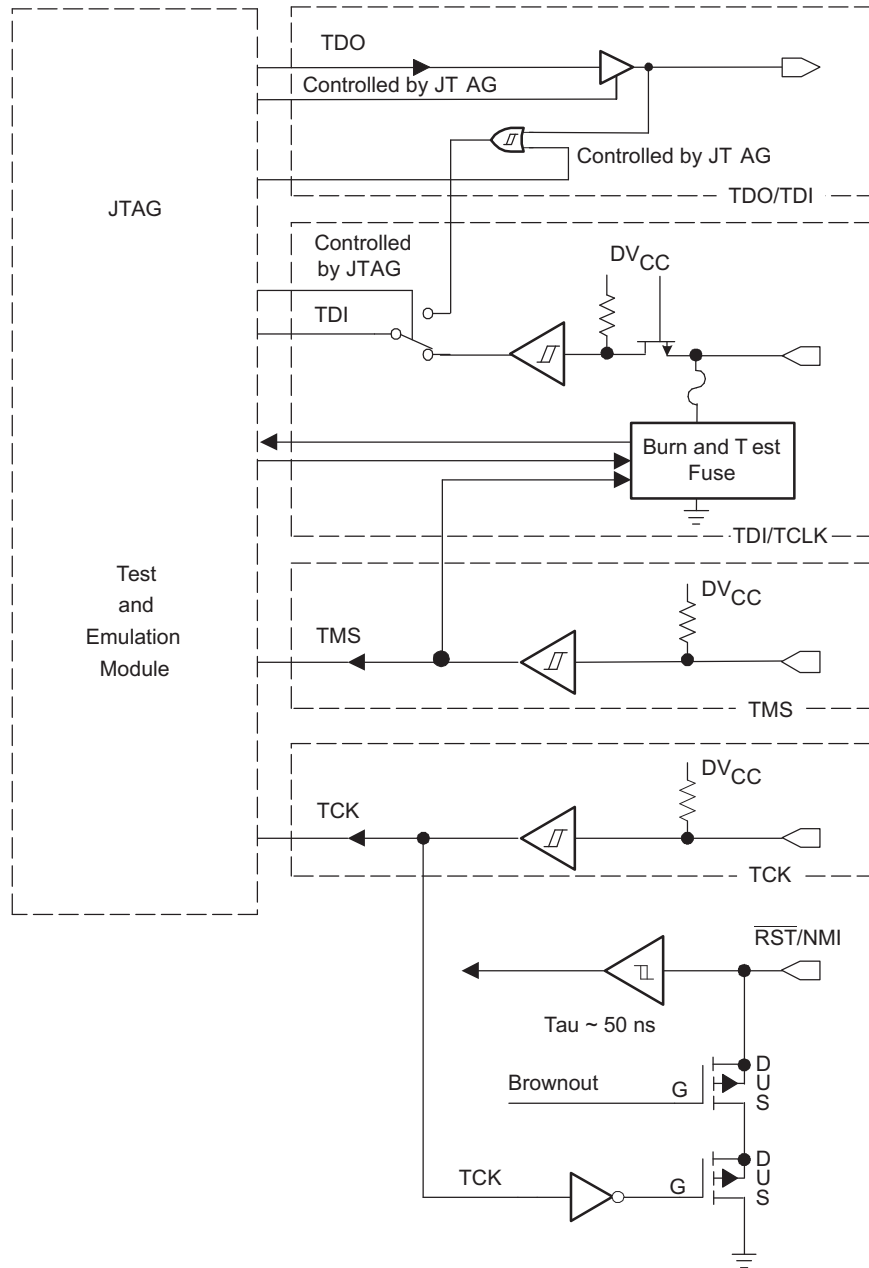 TDO
Controlled by JT AG
Controlled by JT AG
TDO/TDI
JTAG
Controlled
by JTAG
DVCC
TDI
Burn and T est
Fuse
TDI/TCLK
Test
and
Emulation
Module
DVCC
TMS
TMS
DVCC
TCK
TCK
RST/NMI
Tau ~ 50 ns
Brownout
G
D
U
S
TCK
G
D
U
S